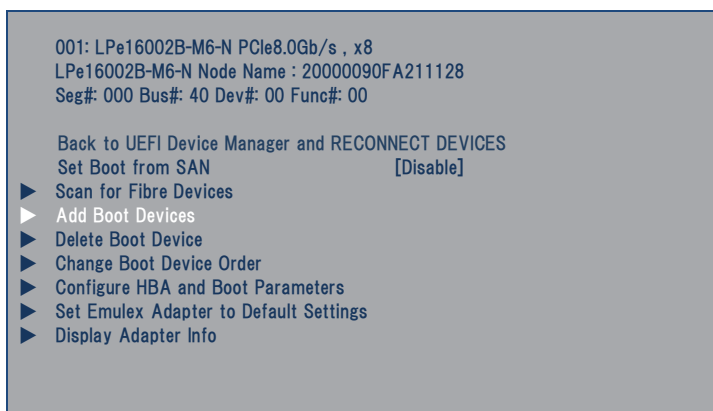 001: LPe16002B-M6-N PCIe8.0Gb/s , x8
LPe16002B-M6-N Node Name : 20000090FA211128
Seg#: 000 Bus#: 40 Dev#: 00 Func#: 00
Back to UEFI Device Manager and RECONNECT DEVICES
Set Boot from SAN [Disable]
Scan for Fibre Devices
Add Boot Devices
Delete Boot Device
Change Boot Device Order
Configure HBA and Boot Parameters
Set Emulex Adapter to Default Settings
Display Adapter Info